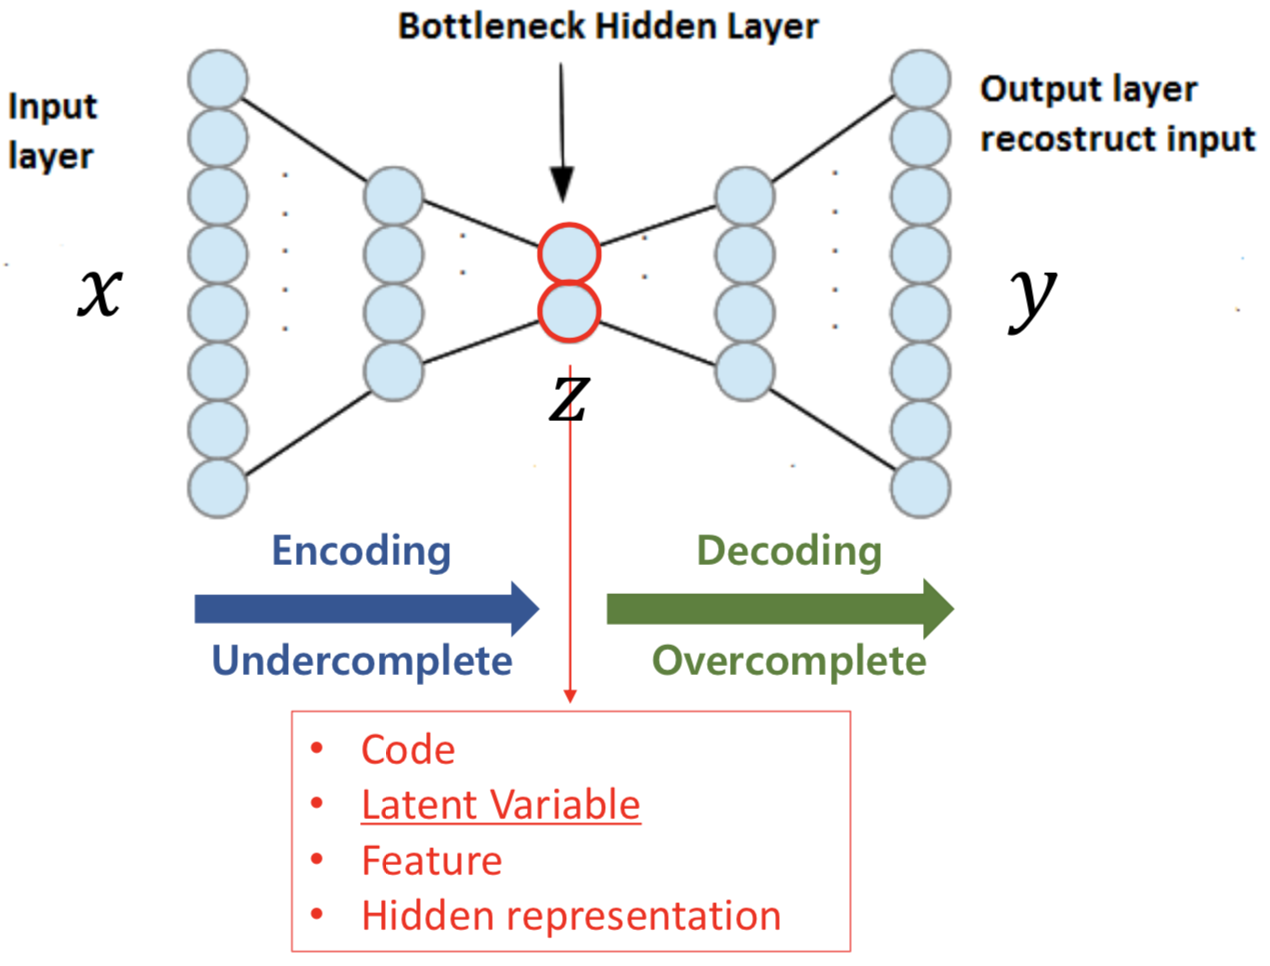 Bottleneck Hidden Layer
Input
layer
Output layer
recostruct input
x
y
z
Encoding
Decoding
Undercomplete
Overcomplete
• Code
• Latent Variable
• Feature
• Hidden representation